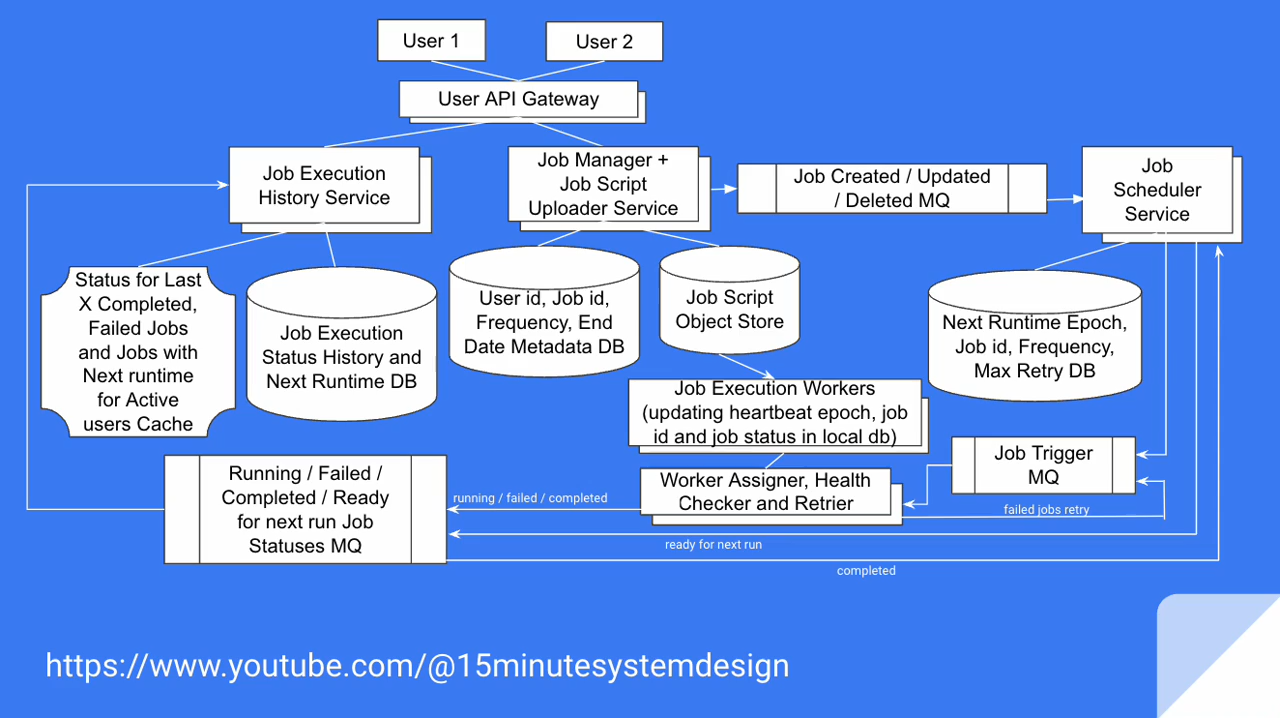 User 1
User 2
User API Gateway
Job Execution
History Service
Job Manager +
Job Script
Uploader Service
Job Created / Updated
/ Deleted MQ
Job
Scheduler
Service
Status for Last
X Completed,
Failed Jobs
and Jobs with
Next runtime
for Active
users Cache
Job Execution
Status History and
Next Runtime DB
User id, Job id,
Frequency, End
Date Metadata DB
Job Script
Object Store
Next Runtime Epoch,
Job id, Frequency,
Max Retry DB
Job Execution Workers
(updating heartbeat epoch, job
id and job status in local db)
Job Trigger
MQ
Running / Failed /
Completed / Ready
for next run Job
Statuses MQ
running / failed / completed
Worker Assigner, Health
Checker and Retrier
failed jobs retry
ready for next run
completed
https://www.youtube.com/@15minutesystemdesign